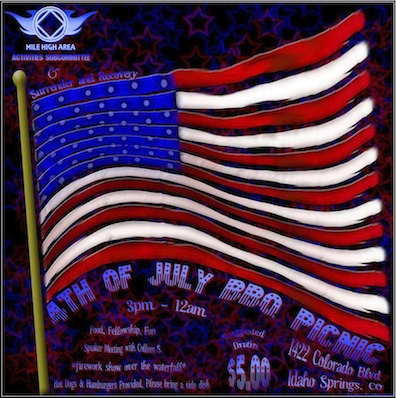 MILE HIGH AREA
ACTIVITIES SUBCOMMITTEE
&
Surrender and Recovery
4TH OF JULY BBQ PICNIC
3pm - 12am
Food, Fellowship, Fun
Speaker Meeting with Colleen S.
*firework show over the waterfall*
Hot Dogs & Hamburgers Provided, Please bring a side dish
Suggested
Donation
$5.00
1422 Colorado Blvd
Idaho Springs, CO